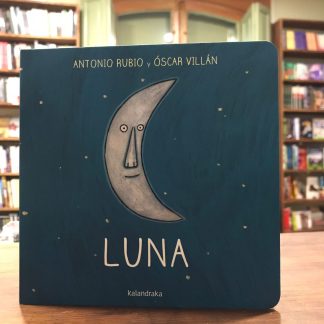 ANTONIO RUBIO y ÓSCAR VILLÁN
LUNA
kalandraka